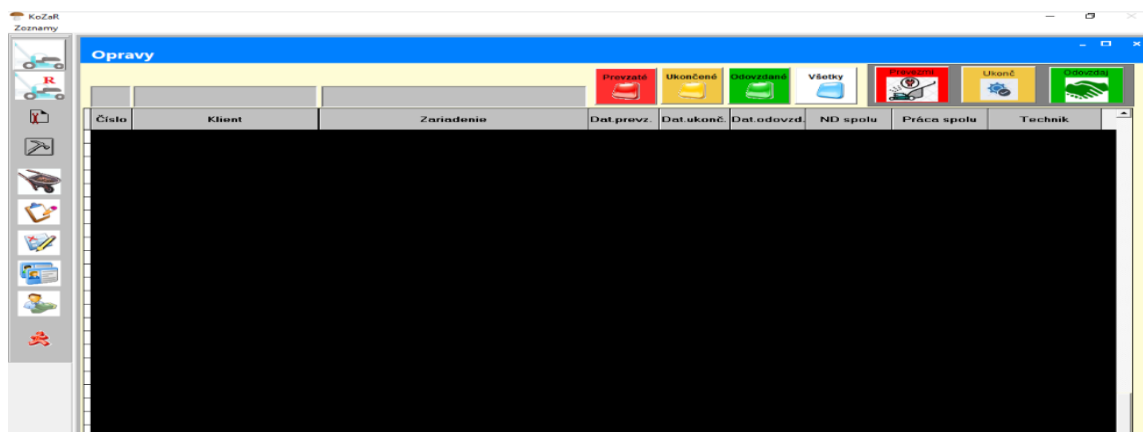 KoZaR
Zoznamy
Opravy
R
Prevzaté Ukončené Odovzdané Všetky Prevezmi Ukonč Odovzdaj
Číslo Klient Zariadenie Dat.prevz. Dat.ukonč. Dat.odovzd. ND spolu Práca spolu Technik